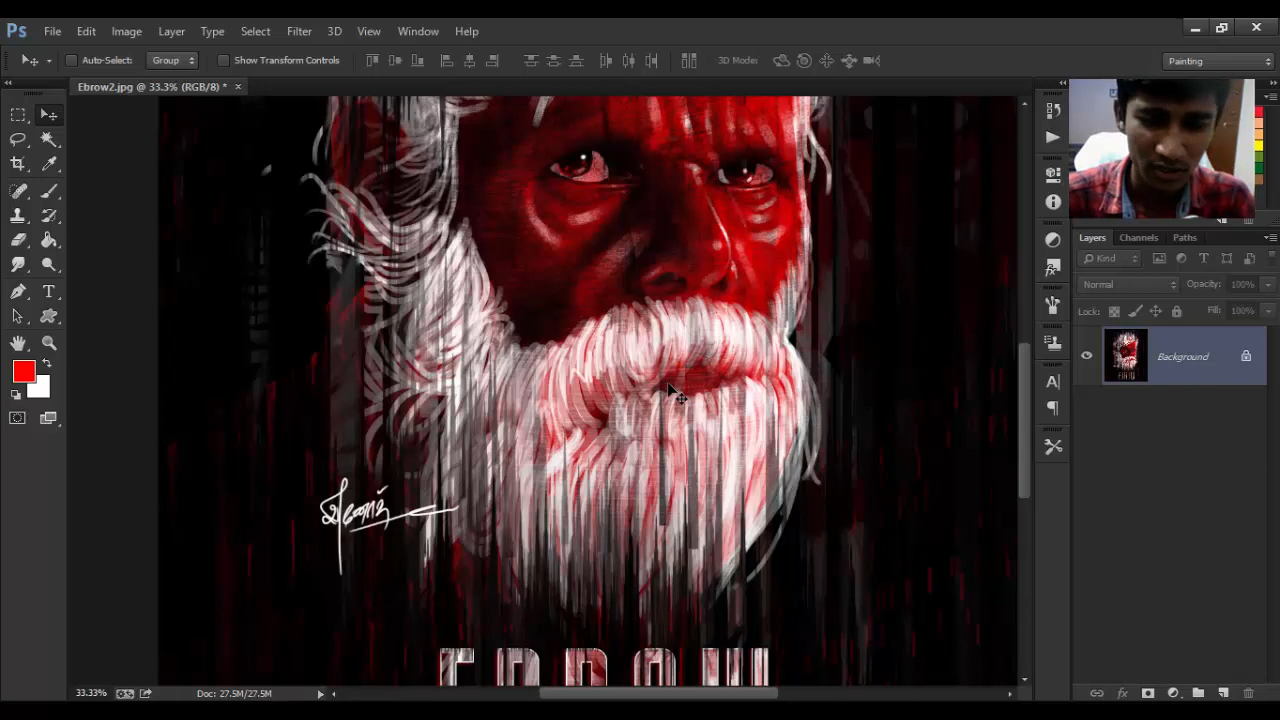 Ps File Edit Image Layer Type Select Filter 3D View Window Help
Auto-Select: Group Show Transform Controls 3D Modes: Painting
Ebrow2.jpg @ 33.3% (RGB/8) * ×
Layers Channels Paths
Kind
Normal Opacity: 100%
Lock: Fill: 100%
Background
33.33% Doc: 27.5M/27.5M